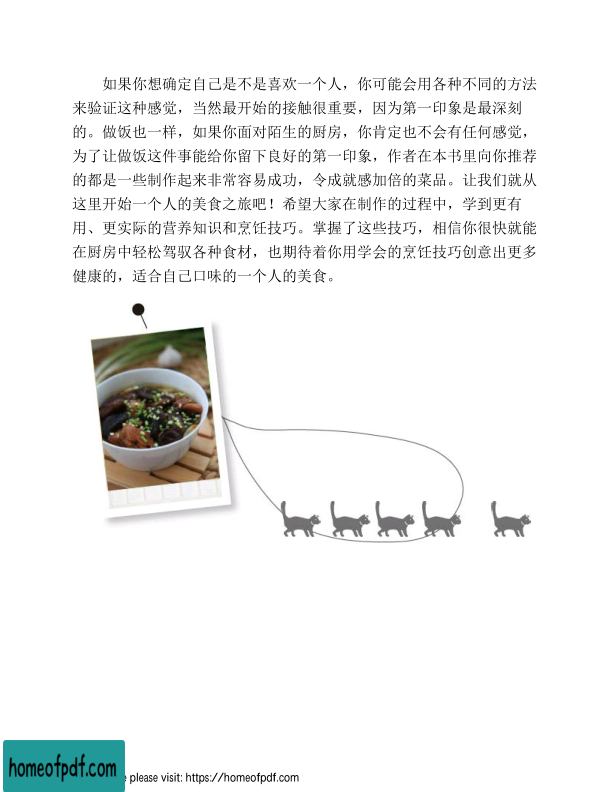 如果你想确定自己是不是喜欢一个人，你可能会用各种不同的方法
来验证这种感觉，当然最开始的接触很重要，因为第一印象是最深刻
的。做饭也一样，如果你面对陌生的厨房，你肯定也不会有任何感觉，
为了让做饭这件事能给你留下良好的第一印象，作者在本书里向你推荐
的都是一些制作起来非常容易成功，令成就感加倍的菜品。让我们就从
这里开始一个人的美食之旅吧！希望大家在制作的过程中，学到更有
用、更实际的营养知识和烹饪技巧。掌握了这些技巧，相信你很快就能
在厨房中轻松驾驭各种食材，也期待着你用学会的烹饪技巧创意出更多
健康的，适合自己口味的一个人的美食。
homeofpdf.com
e please visit: https://homeofpdf.com